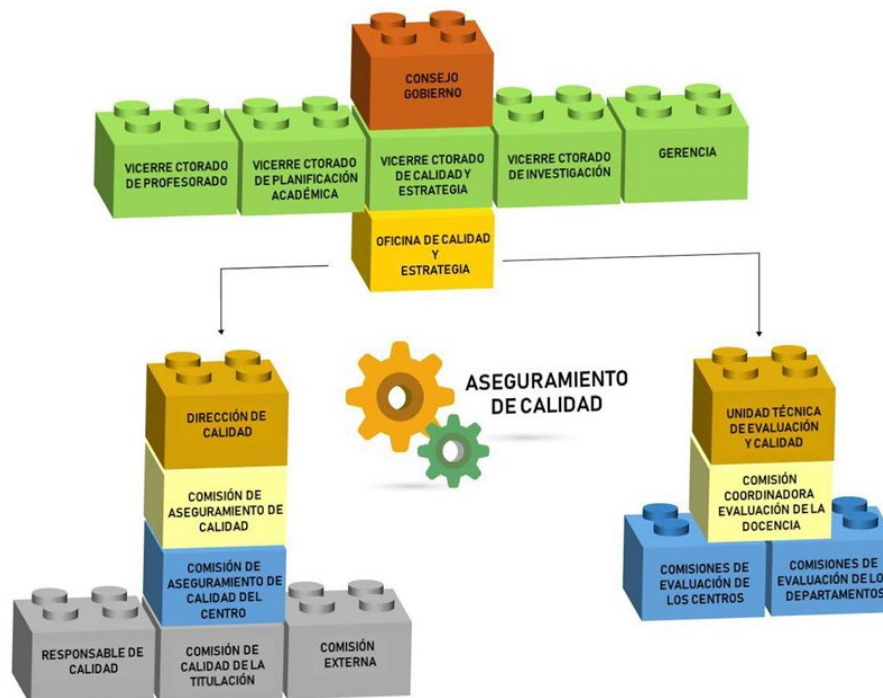 CONSEJO
GOBIERNO
VICERRE CTORADO
DE PROFESORADO
VICERRE CTORADO
DE PLANIFICACIÓN
ACADÉMICA
VICERRE CTORADO
DE CALIDAD Y
ESTRATEGIA
VICERRE CTORADO
DE INVESTIGACIÓN
GERENCIA
OFICINA DE CALIDAD
Y
ESTRATEGIA
DIRECCIÓN DE
CALIDAD
COMISIÓN DE
ASEGURAMIENTO DE
CALIDAD
COMISIÓN DE
ASEGURAMIENTO DE
CALIDAD DEL
CENTRO
RESPONSABLE DE
CALIDAD
COMISIÓN DE
CALIDAD DE LA
TITULACIÓN
COMISIÓN
EXTERNA
ASEGURAMIENTO
DE CALIDAD
UNIDAD TÉCNICA
DE EVALUACIÓN
Y CALIDAD
COMISIÓN
COORDINADORA
EVALUACIÓN DE LA
DOCENCIA
COMISIONES DE
EVALUACIÓN DE
LOS CENTROS
COMISIONES DE
EVALUACIÓN DE LOS
DEPARTAMENTOS